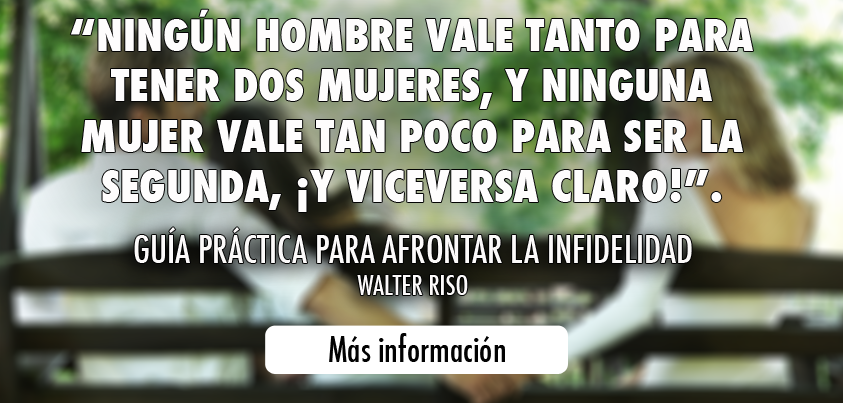 “NINGÚN HOMBRE VALE TANTO PARA
TENER DOS MUJERES, Y NINGUNA
MUJER VALE TAN POCO PARA SER LA
SEGUNDA, ¡Y VICEVERSA CLARO!”.
GUÍA PRÁCTICA PARA AFRONTAR LA INFIDELIDAD
WALTER RISO
Más información